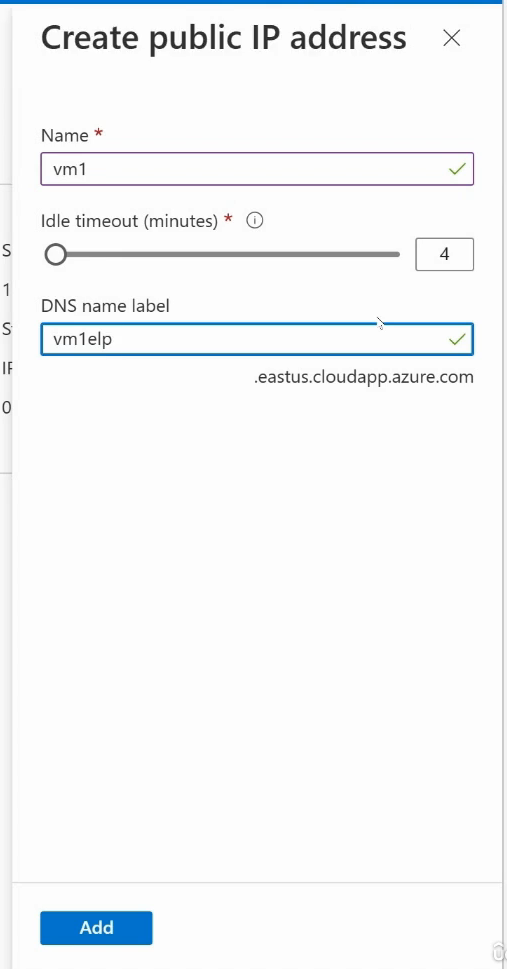 Create public IP address
Name *
vm1
Idle timeout (minutes) *
4
DNS name label
vm1elp
.eastus.cloudapp.azure.com
Add